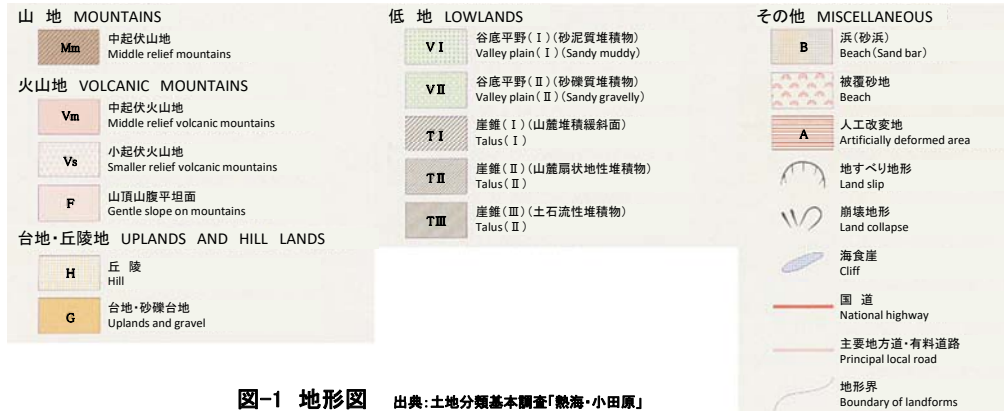 山 地 MOUNTAINS
Mm
中起伏山地
Middle relief mountains
火山地 VOLCANIC MOUNTAINS
Vm
中起伏火山地
Middle relief volcanic mountains
Vs
小起伏火山地
Smaller relief volcanic mountains
F
山頂山腹平坦面
Gentle slope on mountains
台地・丘陵地 UPLANDS AND HILL LANDS
H
丘 陵
Hill
G
台地・砂礫台地
Uplands and gravel
低 地 LOWLANDS
VⅠ
谷底平野(Ⅰ)(砂泥質堆積物)
Valley plain(Ⅰ)(Sandy muddy)
VⅡ
谷底平野(Ⅱ)(砂礫質堆積物)
Valley plain(Ⅱ)(Sandy gravelly)
TⅠ
崖錐(Ⅰ)(山麓堆積緩斜面)
Talus(Ⅰ)
TⅡ
崖錐(Ⅱ)(山麓扇状地性堆積物)
Talus(Ⅱ)
TⅢ
崖錐(Ⅲ)(土石流性堆積物)
Talus(Ⅱ)
その他 MISCELLANEOUS
B
浜(砂浜)
Beach(Sand bar)
被覆砂地
Beach
A
人工改変地
Artificially deformed area
地すべり地形
Land slip
崩壊地形
Land collapse
海食崖
Cliff
国 道
National highway
主要地方道・有料道路
Principal local road
地形界
Boundary of landforms
図-1 地形図 出典:土地分類基本調査「熱海・小田原」